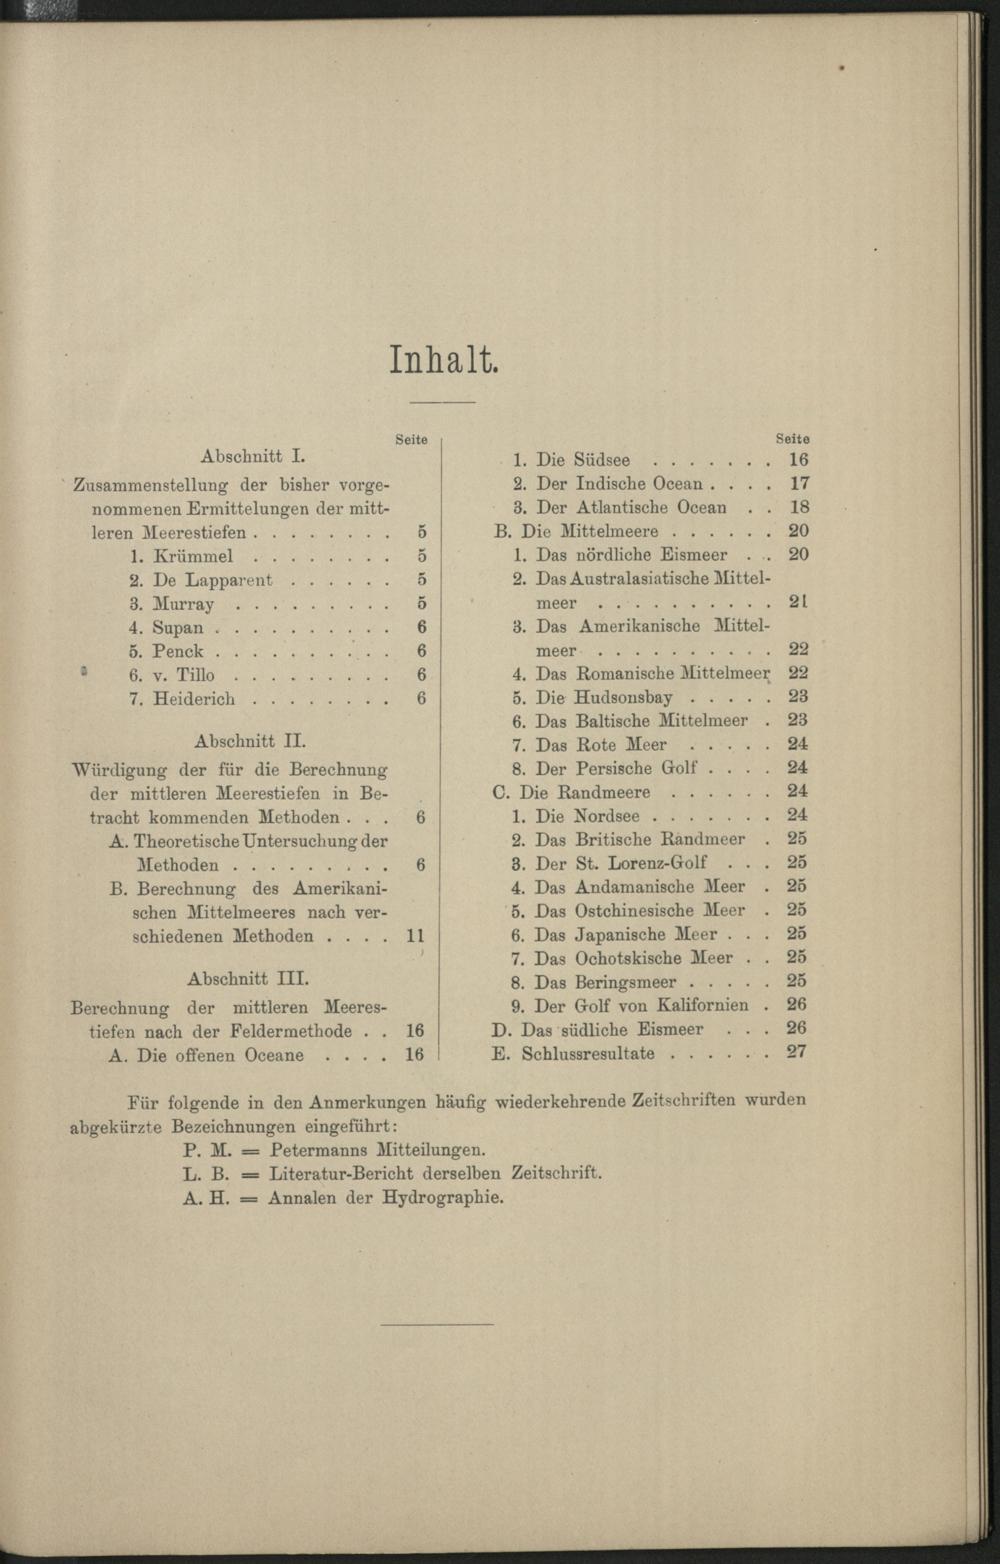 Inhalt.
Seite
Abschnitt I.
Zusammenstellung der bisher vorge-
nommenen Ermittelungen der mitt-
leren Meerestiefen . . . . . . . . 5
1. Krümmel . . . . . . . . 5
2. De Lapparent . . . . . . 5
3. Murray . . . . . . . . . 5
4. Supan . . . . . . . . . . 6
5. Penck . . . . . . . . . . 6
6. v. Tillo . . . . . . . . . 6
7. Heiderich . . . . . . . . 6
Abschnitt II.
Würdigung der für die Berechnung
der mittleren Meerestiefen in Be-
tracht kommenden Methoden . . . 6
A. Theoretische Untersuchung der
Methoden . . . . . . . . . 6
B. Berechnung des Amerikani-
schen Mittelmeeres nach ver-
schiedenen Methoden . . . . 11
Abschnitt III.
Berechnung der mittleren Meeres-
tiefen nach der Feldermethode . . 16
A. Die offenen Oceane . . . . 16
Seite
1. Die Südsee . . . . . . . 16
2. Der Indische Ocean . . . . 17
3. Der Atlantische Ocean . . 18
B. Die Mittelmeere . . . . . . 20
1. Das nördliche Eismeer . . 20
2. Das Australasiatische Mittel-
meer . . . . . . . . . . 21
3. Das Amerikanische Mittel-
meer . . . . . . . . . . 22
4. Das Romanische Mittelmeer 22
5. Die Hudsonsbay . . . . . 23
6. Das Baltische Mittelmeer . 23
7. Das Rote Meer . . . . . 24
8. Der Persische Golf . . . . 24
C. Die Randmeere . . . . . . 24
1. Die Nordsee . . . . . . . 24
2. Das Britische Randmeer . 25
3. Der St. Lorenz-Golf . . . 25
4. Das Andamanische Meer . 25
5. Das Ostchinesische Meer . 25
6. Das Japanische Meer . . . 25
7. Das Ochotskische Meer . . 25
8. Das Beringsmeer . . . . . 25
9. Der Golf von Kalifornien . 26
D. Das südliche Eismeer . . . 26
E. Schlussresultate . . . . . . 27
Für folgende in den Anmerkungen häufig wiederkehrende Zeitschriften wurden
abgekürzte Bezeichnungen eingeführt:
P. M. = Petermanns Mitteilungen.
L. B. = Literatur-Bericht derselben Zeitschrift.
A. H. = Annalen der Hydrographie.